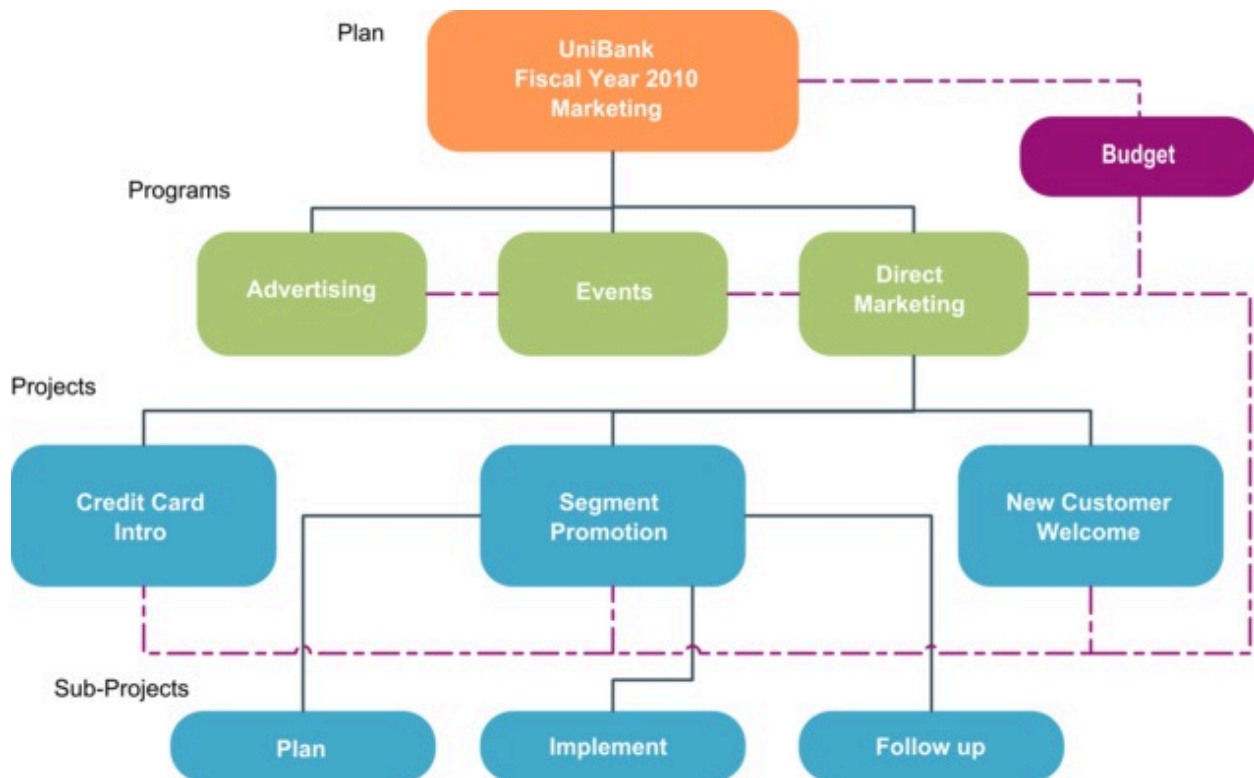 Plan
UniBank
Fiscal Year 2010
Marketing
Budget
Programs
Advertising
Events
Direct
Marketing
Projects
Credit Card
Intro
Segment
Promotion
New Customer
Welcome
Sub-Projects
Plan
Implement
Follow up